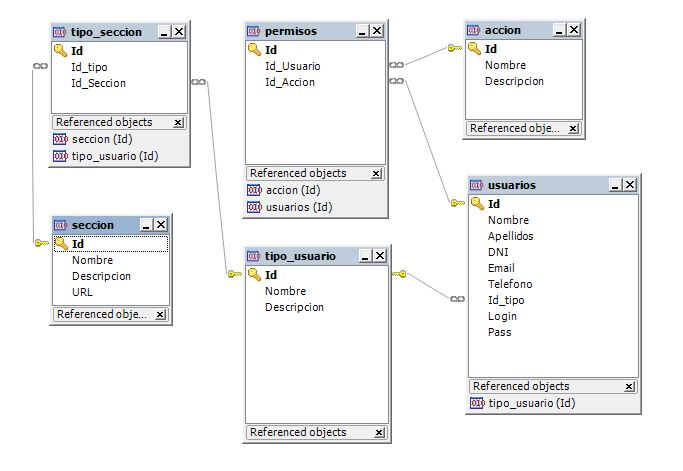 tipo_seccion
Id
Id_tipo
Id_Seccion
Referenced objects
seccion (Id)
tipo_usuario (Id)
permisos
Id
Id_Usuario
Id_Accion
Referenced objects
accion (Id)
usuarios (Id)
accion
Id
Nombre
Descripcion
Referenced obje...
seccion
Id
Nombre
Descripcion
URL
Referenced obje...
tipo_usuario
Id
Nombre
Descripcion
Referenced objects
usuarios
Id
Nombre
Apellidos
DNI
Email
Telefono
Id_tipo
Login
Pass
Referenced objects
tipo_usuario (Id)